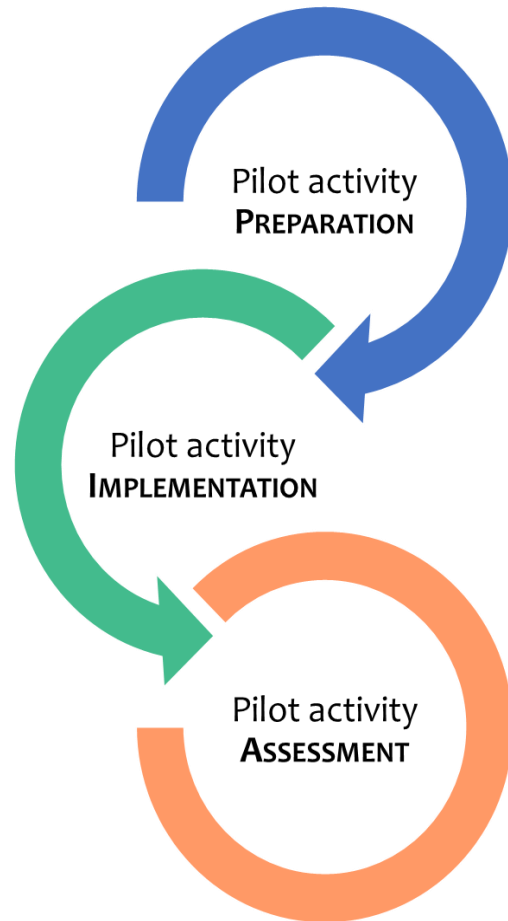 Pilot activity
PREPARATION
Pilot activity
IMPLEMENTATION
Pilot activity
ASSESSMENT